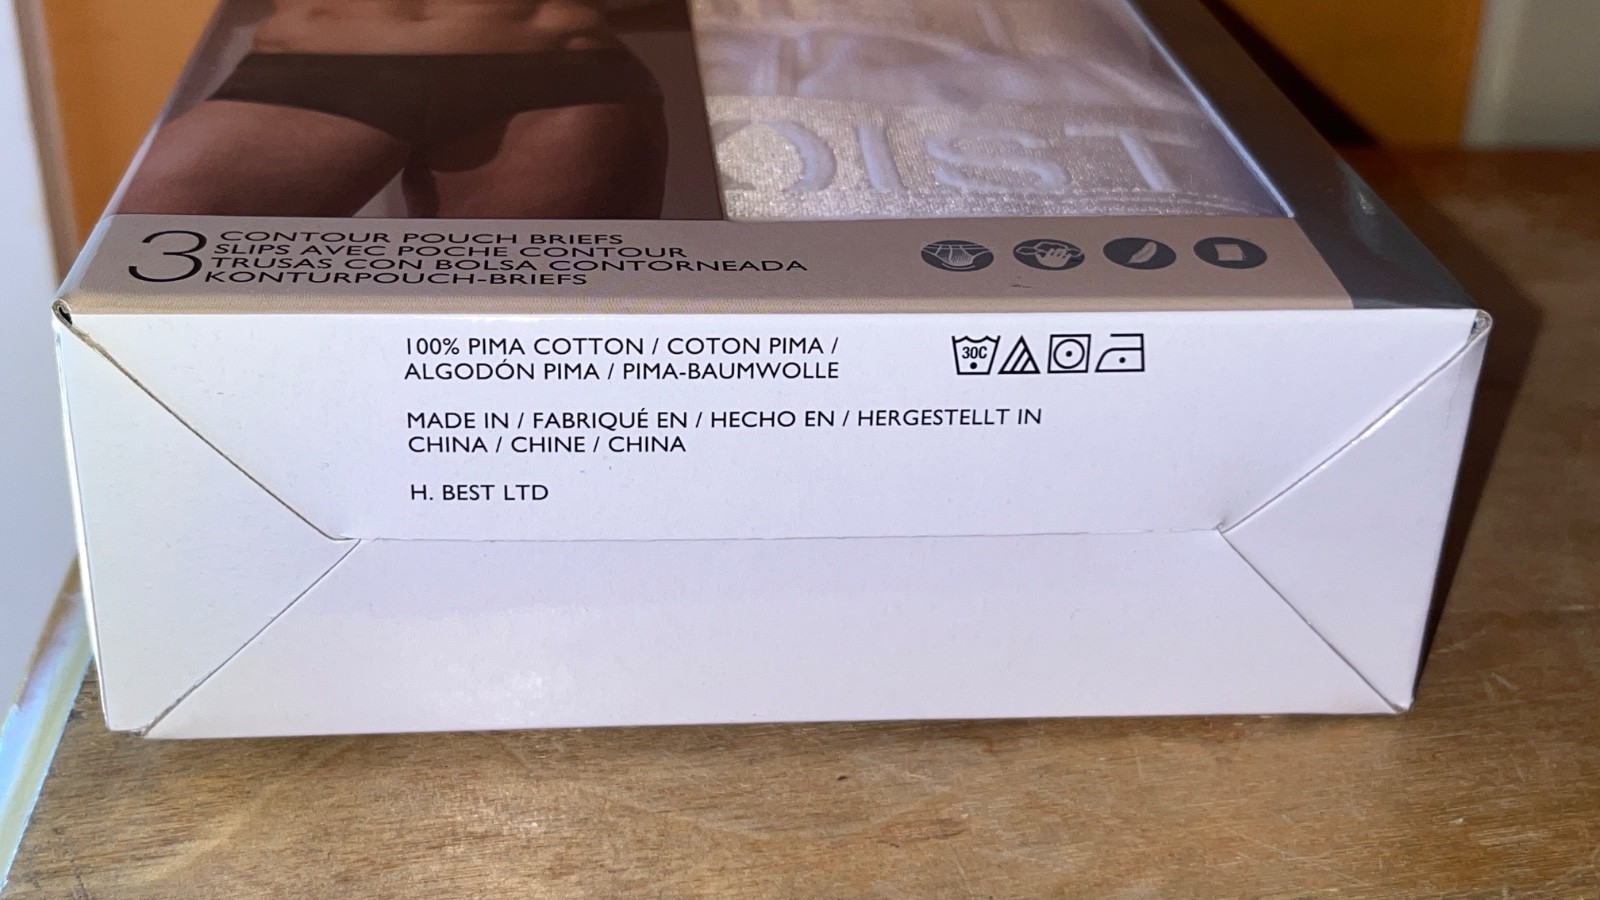 OIST
3 CONTOUR POUCH BRIEFS
SLIPS AVEC POCHE CONTOUR
TRUSAS CON BOLSA CONTORNEADA
KONTURPOUCH-BRIEFS
100% PIMA COTTON / COTON PIMA /
ALGODÓN PIMA / PIMA-BAUMWOLLE
30C
MADE IN / FABRIQUÉ EN / HECHO EN / HERGESTELLT IN
CHINA / CHINE / CHINA
H. BEST LTD